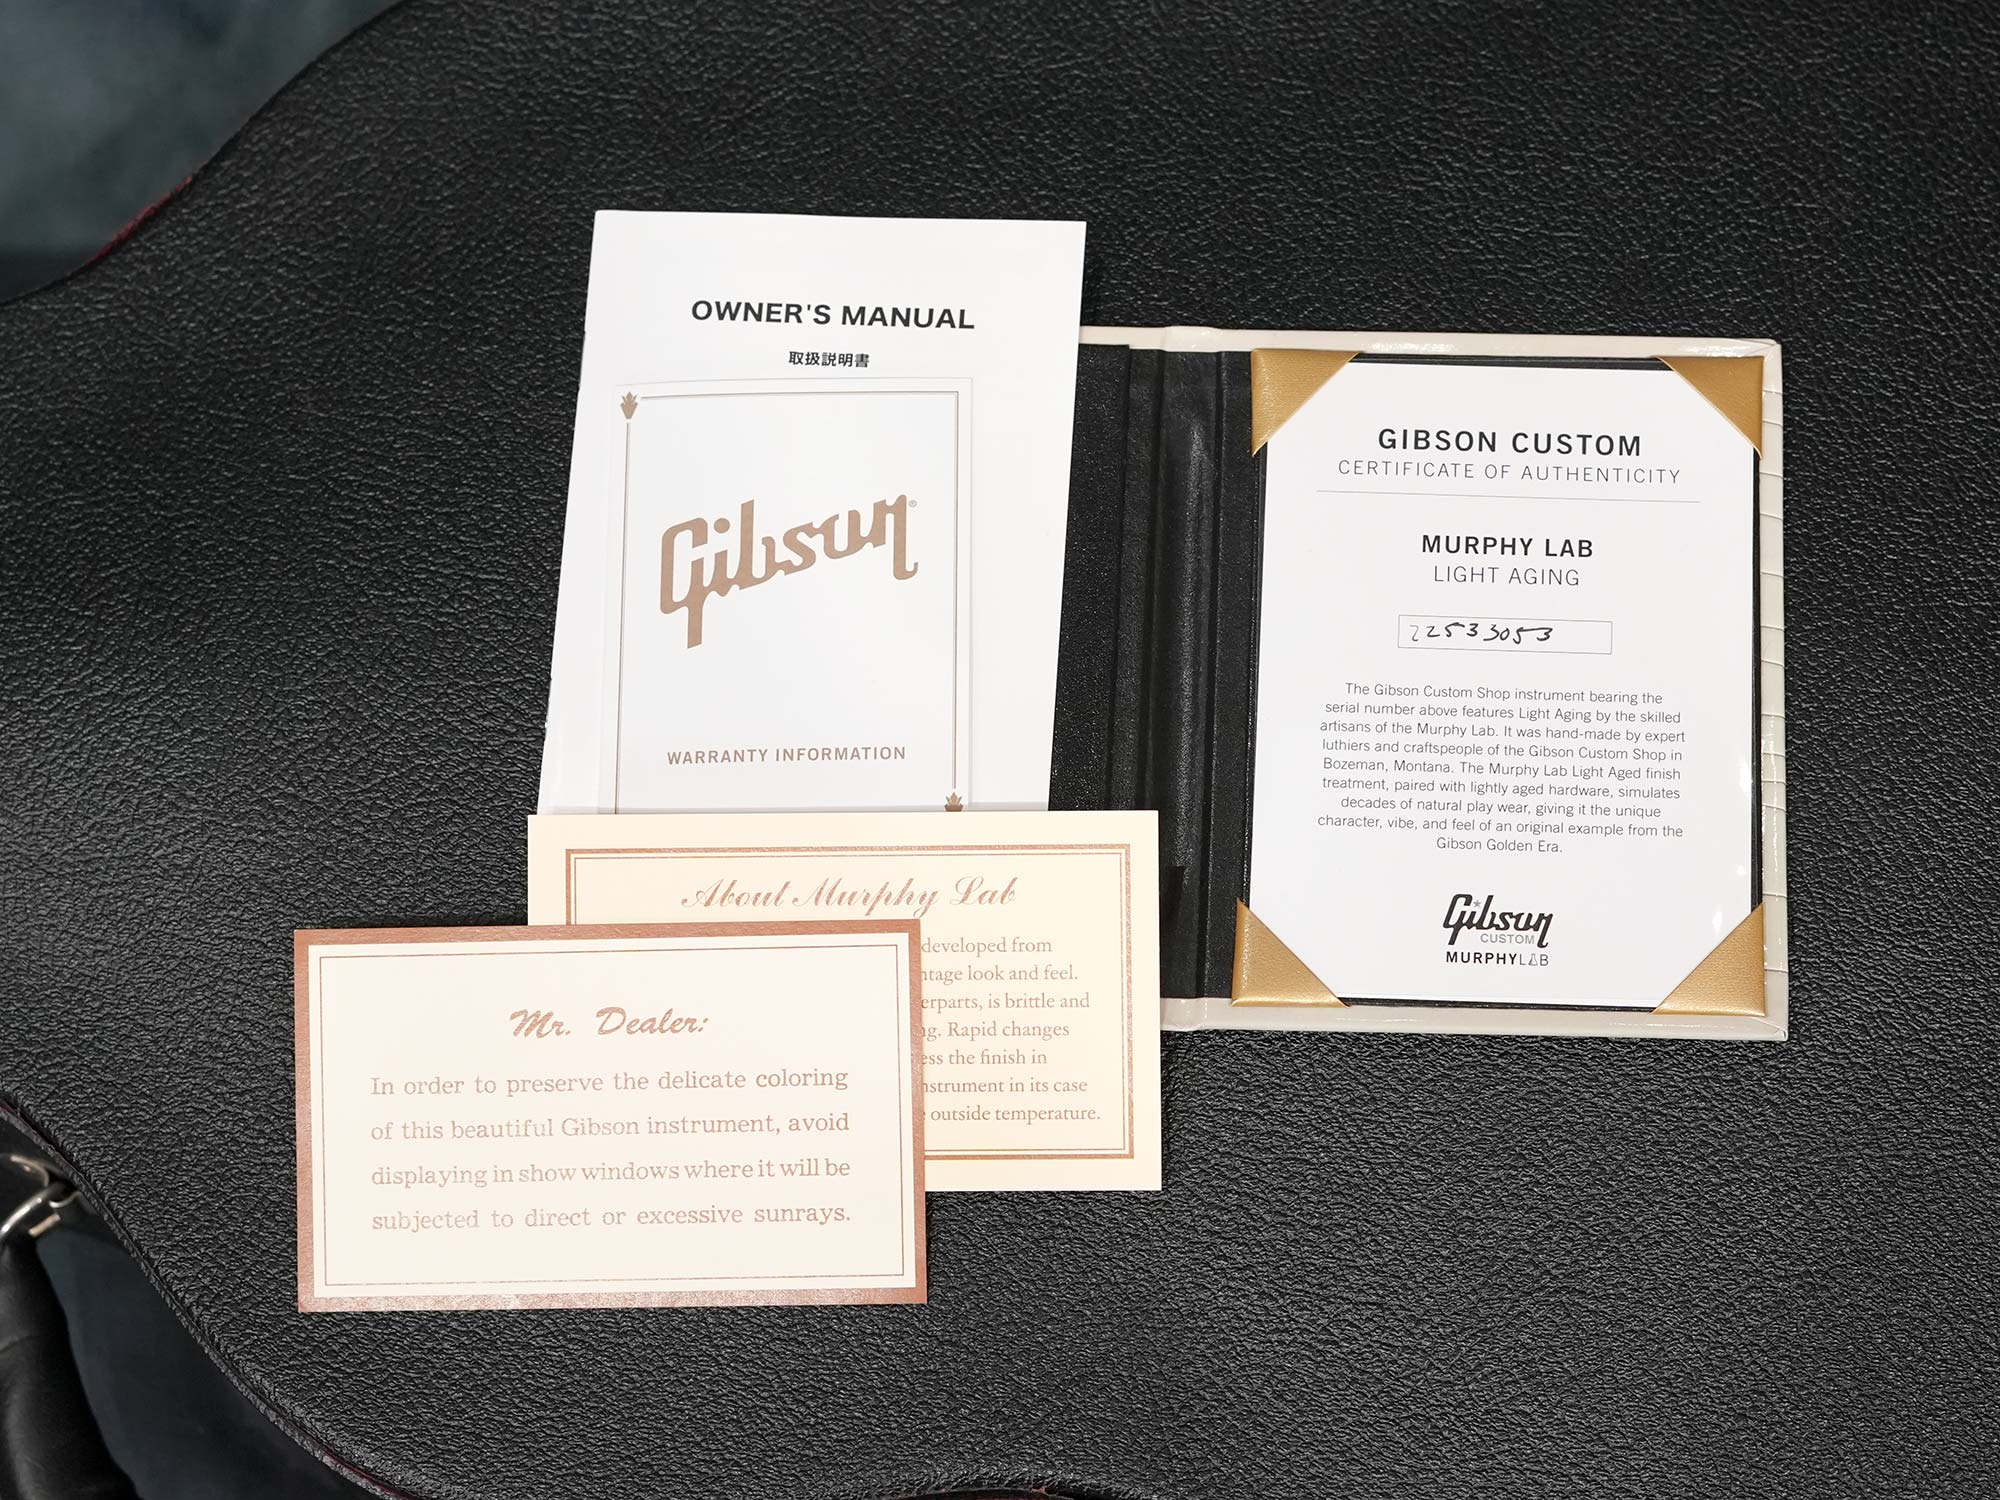 OWNER'S MANUAL
取扱説明書
Gibson®
WARRANTY INFORMATION
About Murphy Lab
developed from
look and feel.
is brittle and
Rapid changes
the finish in
in its case
outside temperature.
Mr. Dealer:
In order to preserve the delicate coloring
of this beautiful Gibson instrument, avoid
displaying in show windows where it will be
subjected to direct or excessive sunrays.
GIBSON CUSTOM
CERTIFICATE OF AUTHENTICITY
MURPHY LAB
LIGHT AGING
22533053
The Gibson Custom Shop instrument bearing the
serial number above features Light Aging by the skilled
artisans of the Murphy Lab. It was hand-made by expert
luthiers and craftspeople of the Gibson Custom Shop in
Bozeman, Montana. The Murphy Lab Light Aged finish
treatment, paired with lightly aged hardware, simulates
decades of natural play wear, giving it the unique
character, vibe, and feel of an original example from the
Gibson Golden Era.
Gibson
CUSTOM
MURPHYLAB